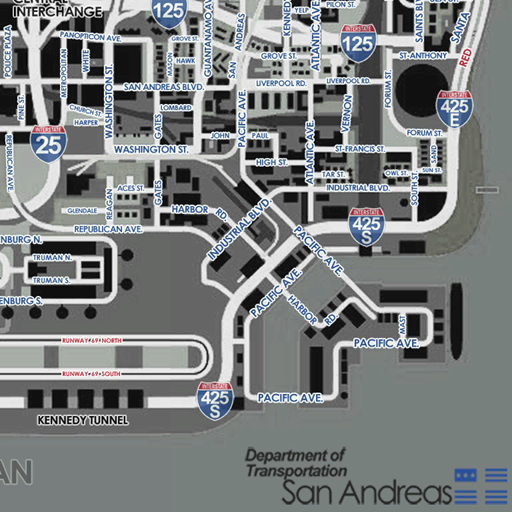 CENTRAL
INTERCHANGE
INTERSTATE
125
POLICE PLAZA
PANOPTICON AVE.
METROPOLITAN
WHITE
WASHINGTON ST.
GROVE ST.
HAWK
GUANTANAMO AVE
SAN ANDREAS
KENNEDY
YELP
PILON ST.
ATLANTIC AVE.
INTERSTATE
125
GROVE ST.
ST-ANTHONY
SANTA
RED
SAN ANDREAS BLVD.
LIVERPOOL RD.
LIVERPOOL RD.
PINE ST.
CHURCH ST
HARPER
LOMBARD
GATES
JOHN
PACIFIC AVE.
PAUL
VERNON
FORUM ST.
INTERSTATE
425
E
FORUM ST.
SAND
INTERSTATE
25
REPUBLICAN AVE
WASHINGTON ST.
HIGH ST.
ATLANTIC AVE.
ST-FRANCIS ST.
TAR ST.
OWL ST.
SUN ST.
SOUTH ST.
INDUSTRIAL BLVD.
ACES ST.
REAGAN
GATES
GLENDALE
HARBOR
RD.
INDUSTRIAL BLVD.
REPUBLICAN AVE.
INTERSTATE
425
S
PACIFIC AVE.
ENBURG N.
TRUMAN N.
TRUMAN S.
ENBURG S.
PACIFIC AVE.
HARBOR
RD.
MAST
PACIFIC AVE.
RUNWAY•69•NORTH
RUNWAY•69•SOUTH
INTERSTATE
425
S
PACIFIC AVE.
KENNEDY TUNNEL
AN
Department of
Transportation
San Andreas